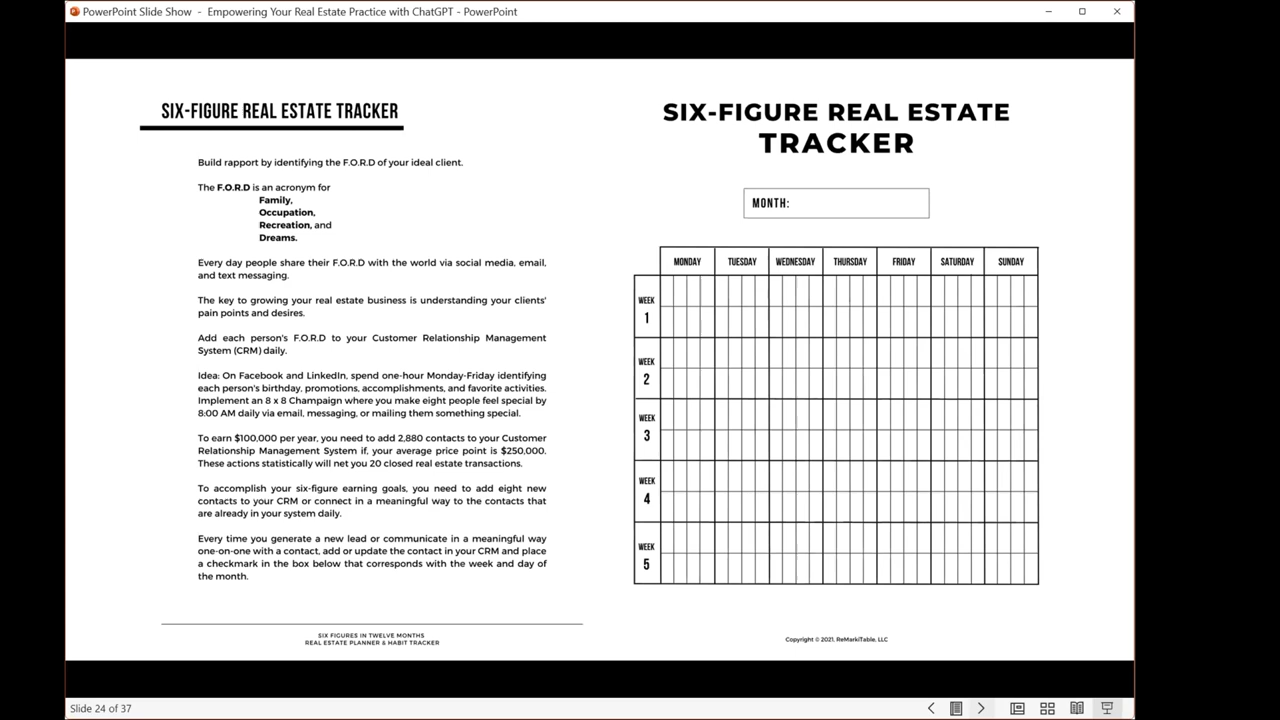 PowerPoint Slide Show - Empowering Your Real Estate Practice with ChatGPT - PowerPoint
SIX-FIGURE REAL ESTATE TRACKER
Build rapport by identifying the F.O.R.D of your ideal client.
The F.O.R.D is an acronym for
Family,
Occupation,
Recreation, and
Dreams.
Every day people share their F.O.R.D with the world via social media, email,
and text messaging.
The key to growing your real estate business is understanding your clients'
pain points and desires.
Add each person's F.O.R.D to your Customer Relationship Management
System (CRM) daily.
Idea: On Facebook and LinkedIn, spend one-hour Monday-Friday identifying
each person's birthday, promotions, accomplishments, and favorite activities.
Implement an 8 x 8 Champaign where you make eight people feel special by
8:00 AM daily via email, messaging, or mailing them something special.
To earn $100,000 per year, you need to add 2,880 contacts to your Customer
Relationship Management System if, your average price point is $250,000.
These actions statistically will net you 20 closed real estate transactions.
To accomplish your six-figure earning goals, you need to add eight new
contacts to your CRM or connect in a meaningful way to the contacts that
are already in your system daily.
Every time you generate a new lead or communicate in a meaningful way
one-on-one with a contact, add or update the contact in your CRM and place
a checkmark in the box below that corresponds with the week and day of
the month.
SIX FIGURES IN TWELVE MONTHS
REAL ESTATE PLANNER & HABIT TRACKER
SIX-FIGURE REAL ESTATE
TRACKER
MONTH:
MONDAY TUESDAY WEDNESDAY THURSDAY FRIDAY SATURDAY SUNDAY
WEEK
1
WEEK
2
WEEK
3
WEEK
4
WEEK
5
Copyright © 2021, ReMarkiTable, LLC
Slide 24 of 37